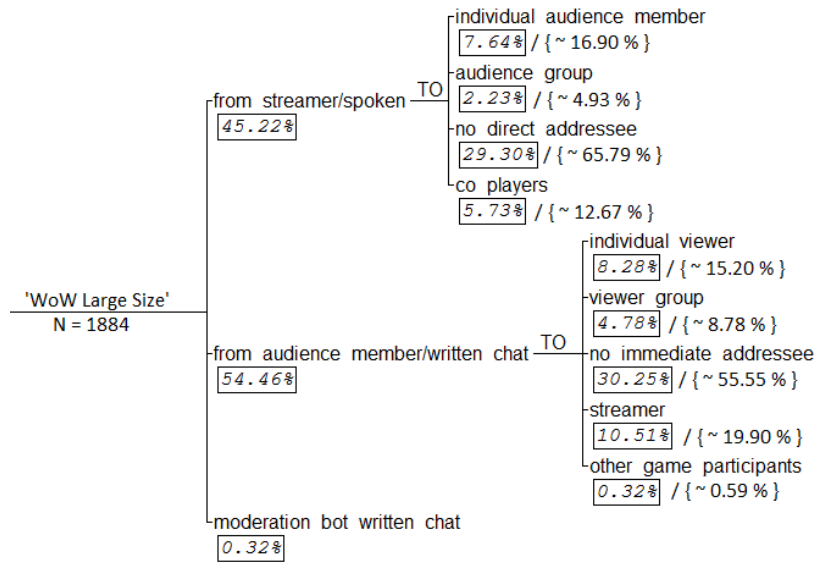 'WoW Large Size'
N = 1884
from streamer/spoken
45.22%
TO
individual audience member
7.64% / { ~ 16.90 % }
audience group
2.23% / { ~ 4.93 % }
no direct addressee
29.30% / { ~ 65.79 % }
co players
5.73% / { ~ 12.67 % }
from audience member/written chat
54.46%
TO
individual viewer
8.28% / { ~ 15.20 % }
viewer group
4.78% / { ~ 8.78 % }
no immediate addressee
30.25% / { ~ 55.55 % }
streamer
10.51% / { ~ 19.90 % }
other game participants
0.32% / { ~ 0.59 % }
moderation bot written chat
0.32%